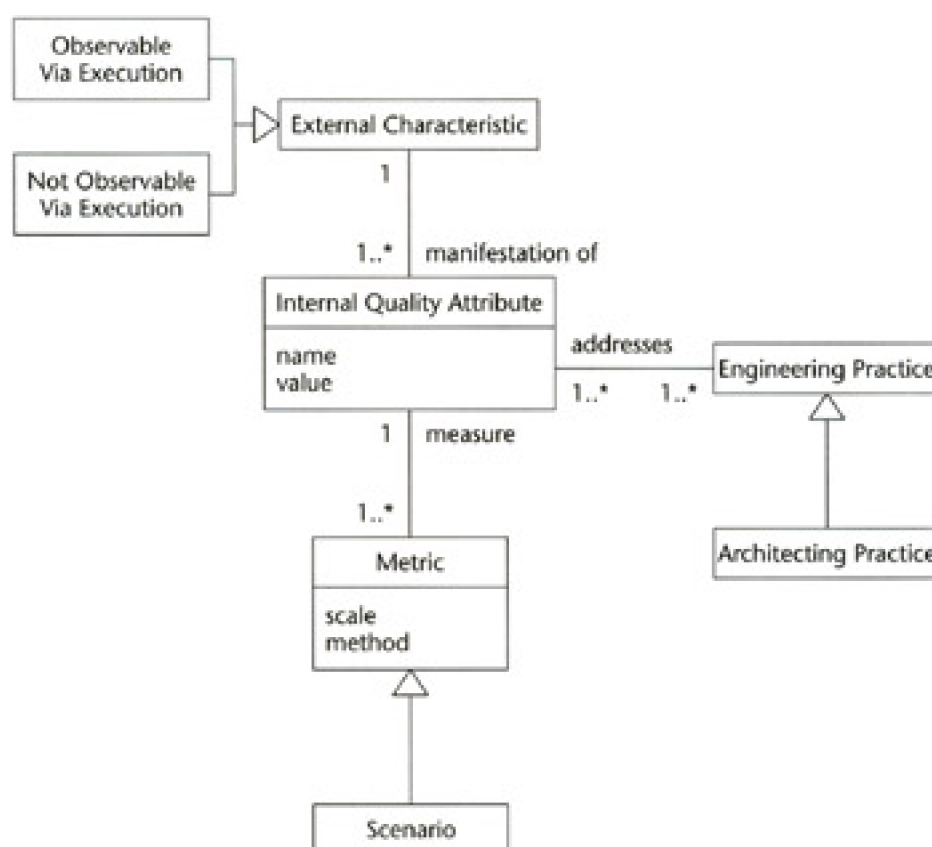 Observable
Via Execution
External Characteristic
Not Observable
Via Execution
1
1..*
manifestation of
Internal Quality Attribute
name
value
addresses
1..*
1..*
Engineering Practice
1
measure
1..*
Metric
scale
method
Architecting Practice
Scenario